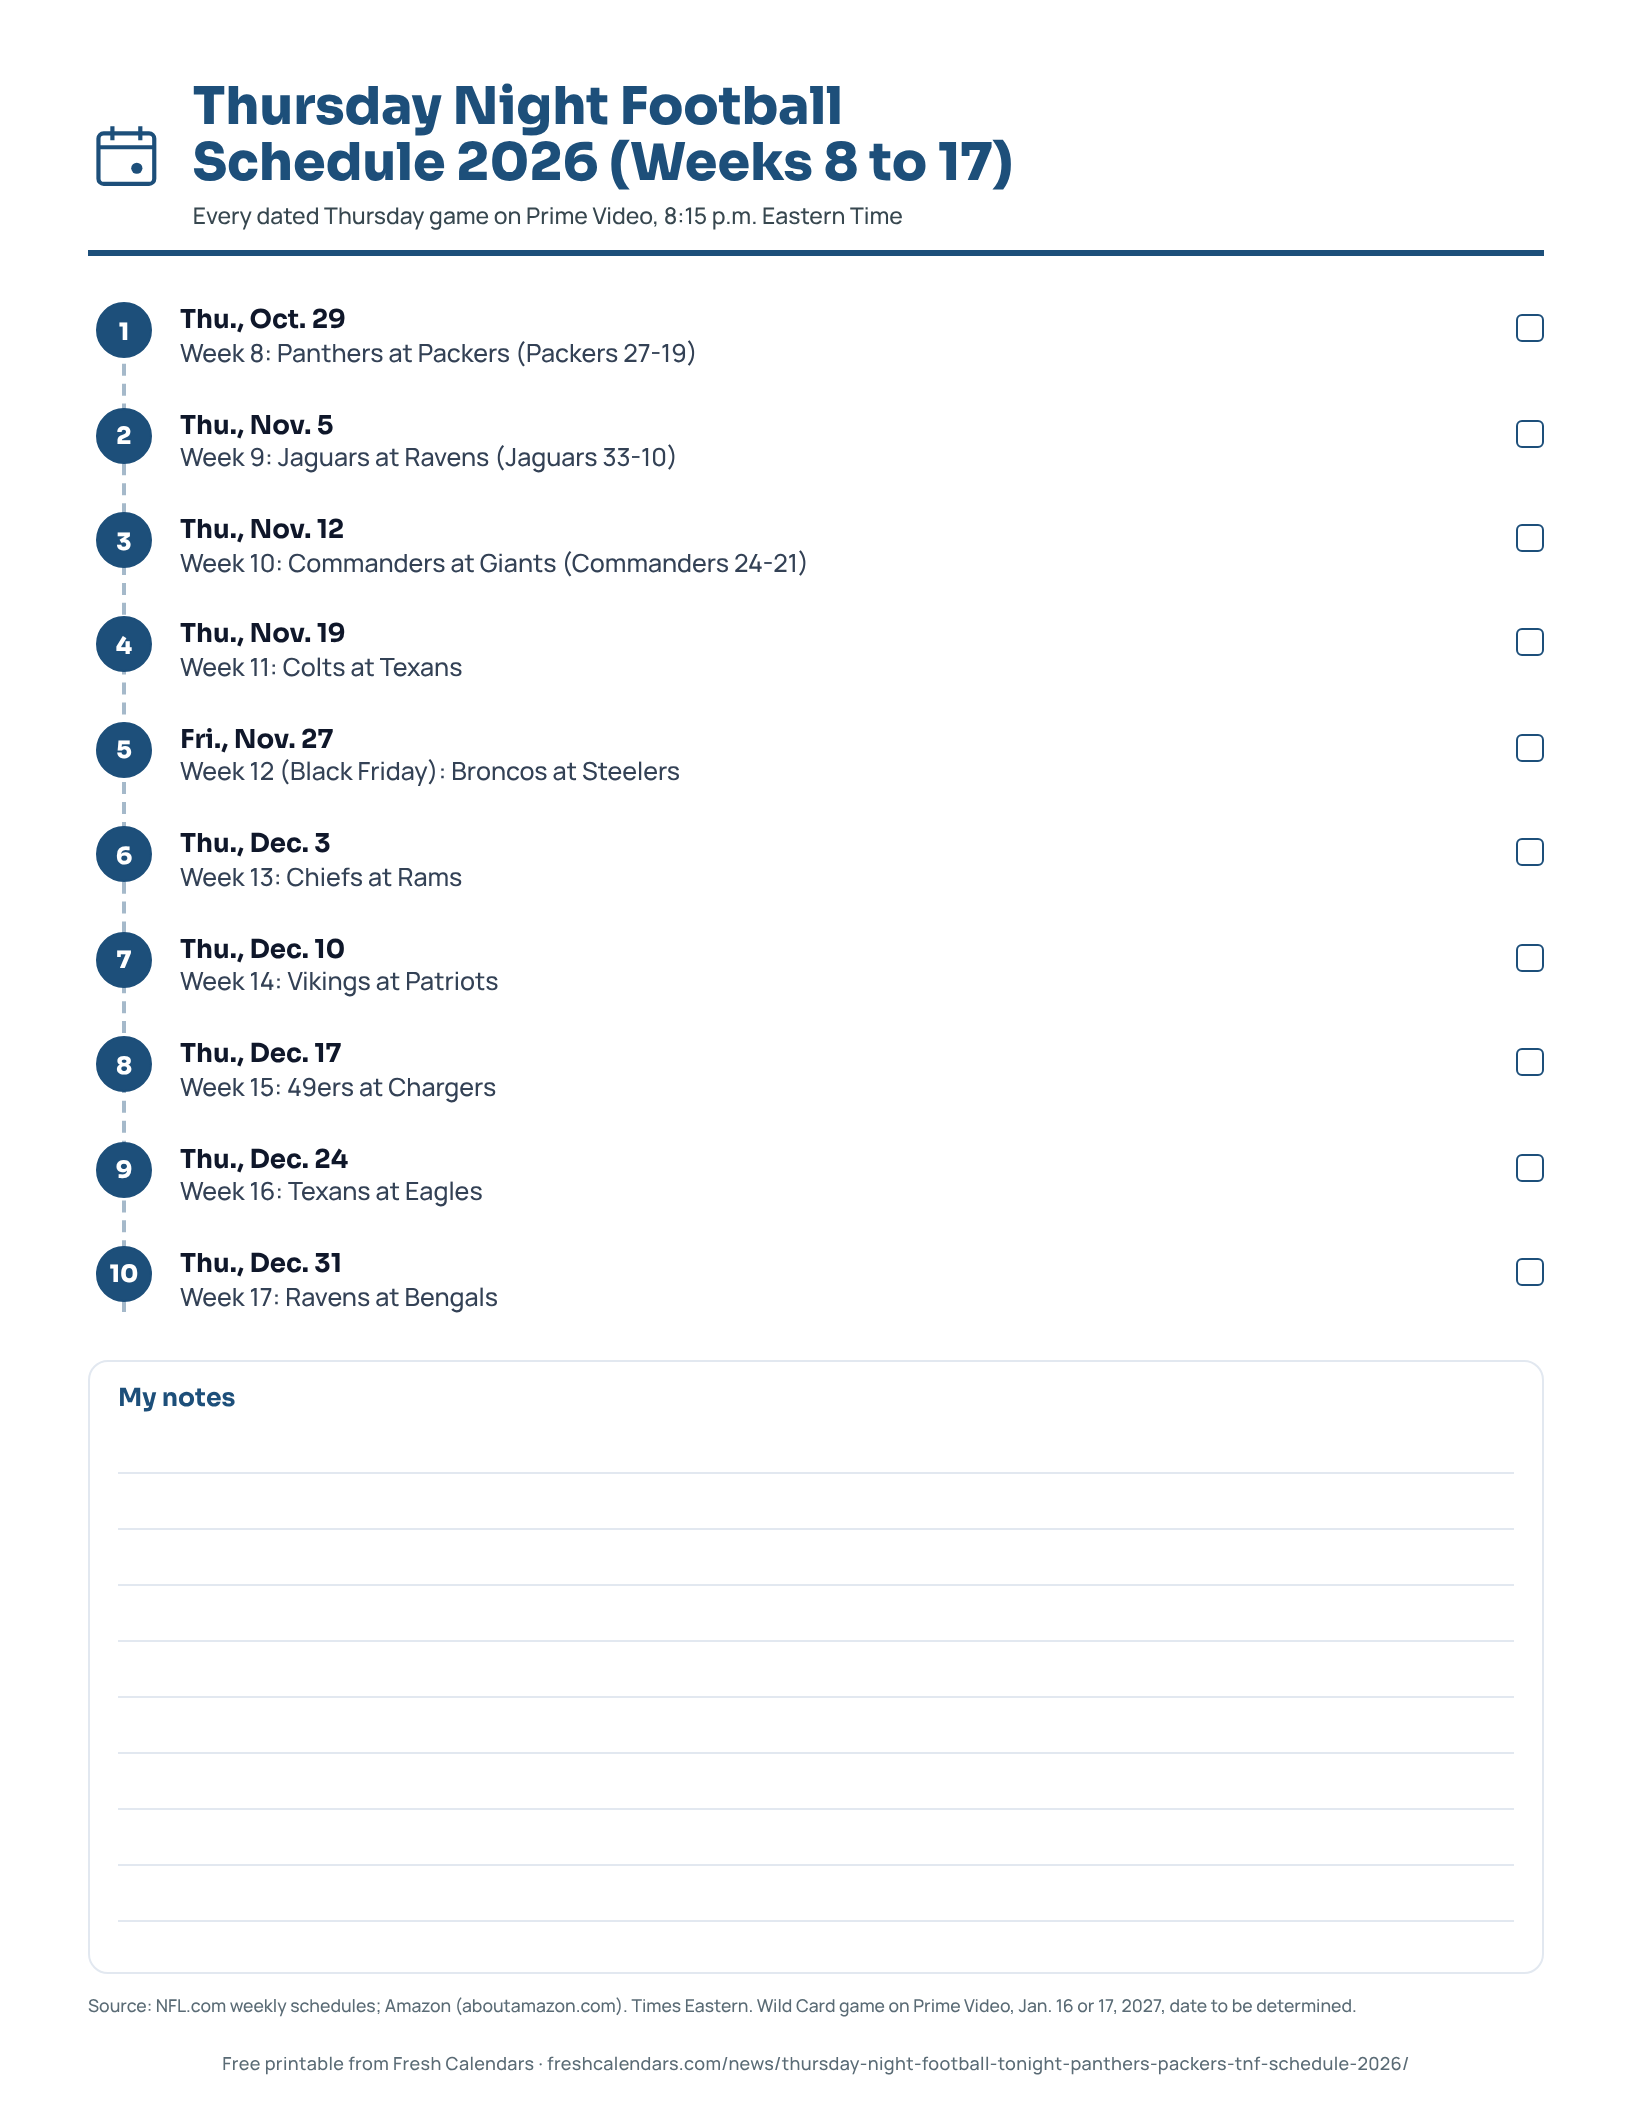 Thursday Night Football
Schedule 2026 (Weeks 8 to 17)
Every dated Thursday game on Prime Video, 8:15 p.m. Eastern Time
1
Thu., Oct. 29
Week 8: Panthers at Packers (Packers 27-19)
2
Thu., Nov. 5
Week 9: Jaguars at Ravens (Jaguars 33-10)
3
Thu., Nov. 12
Week 10: Commanders at Giants (Commanders 24-21)
4
Thu., Nov. 19
Week 11: Colts at Texans
5
Fri., Nov. 27
Week 12 (Black Friday): Broncos at Steelers
6
Thu., Dec. 3
Week 13: Chiefs at Rams
7
Thu., Dec. 10
Week 14: Vikings at Patriots
8
Thu., Dec. 17
Week 15: 49ers at Chargers
9
Thu., Dec. 24
Week 16: Texans at Eagles
10
Thu., Dec. 31
Week 17: Ravens at Bengals
My notes
Source: NFL.com weekly schedules; Amazon (aboutamazon.com). Times Eastern. Wild Card game on Prime Video, Jan. 16 or 17, 2027, date to be determined.
Free printable from Fresh Calendars · freshcalendars.com/news/thursday-night-football-tonight-panthers-packers-tnf-schedule-2026/